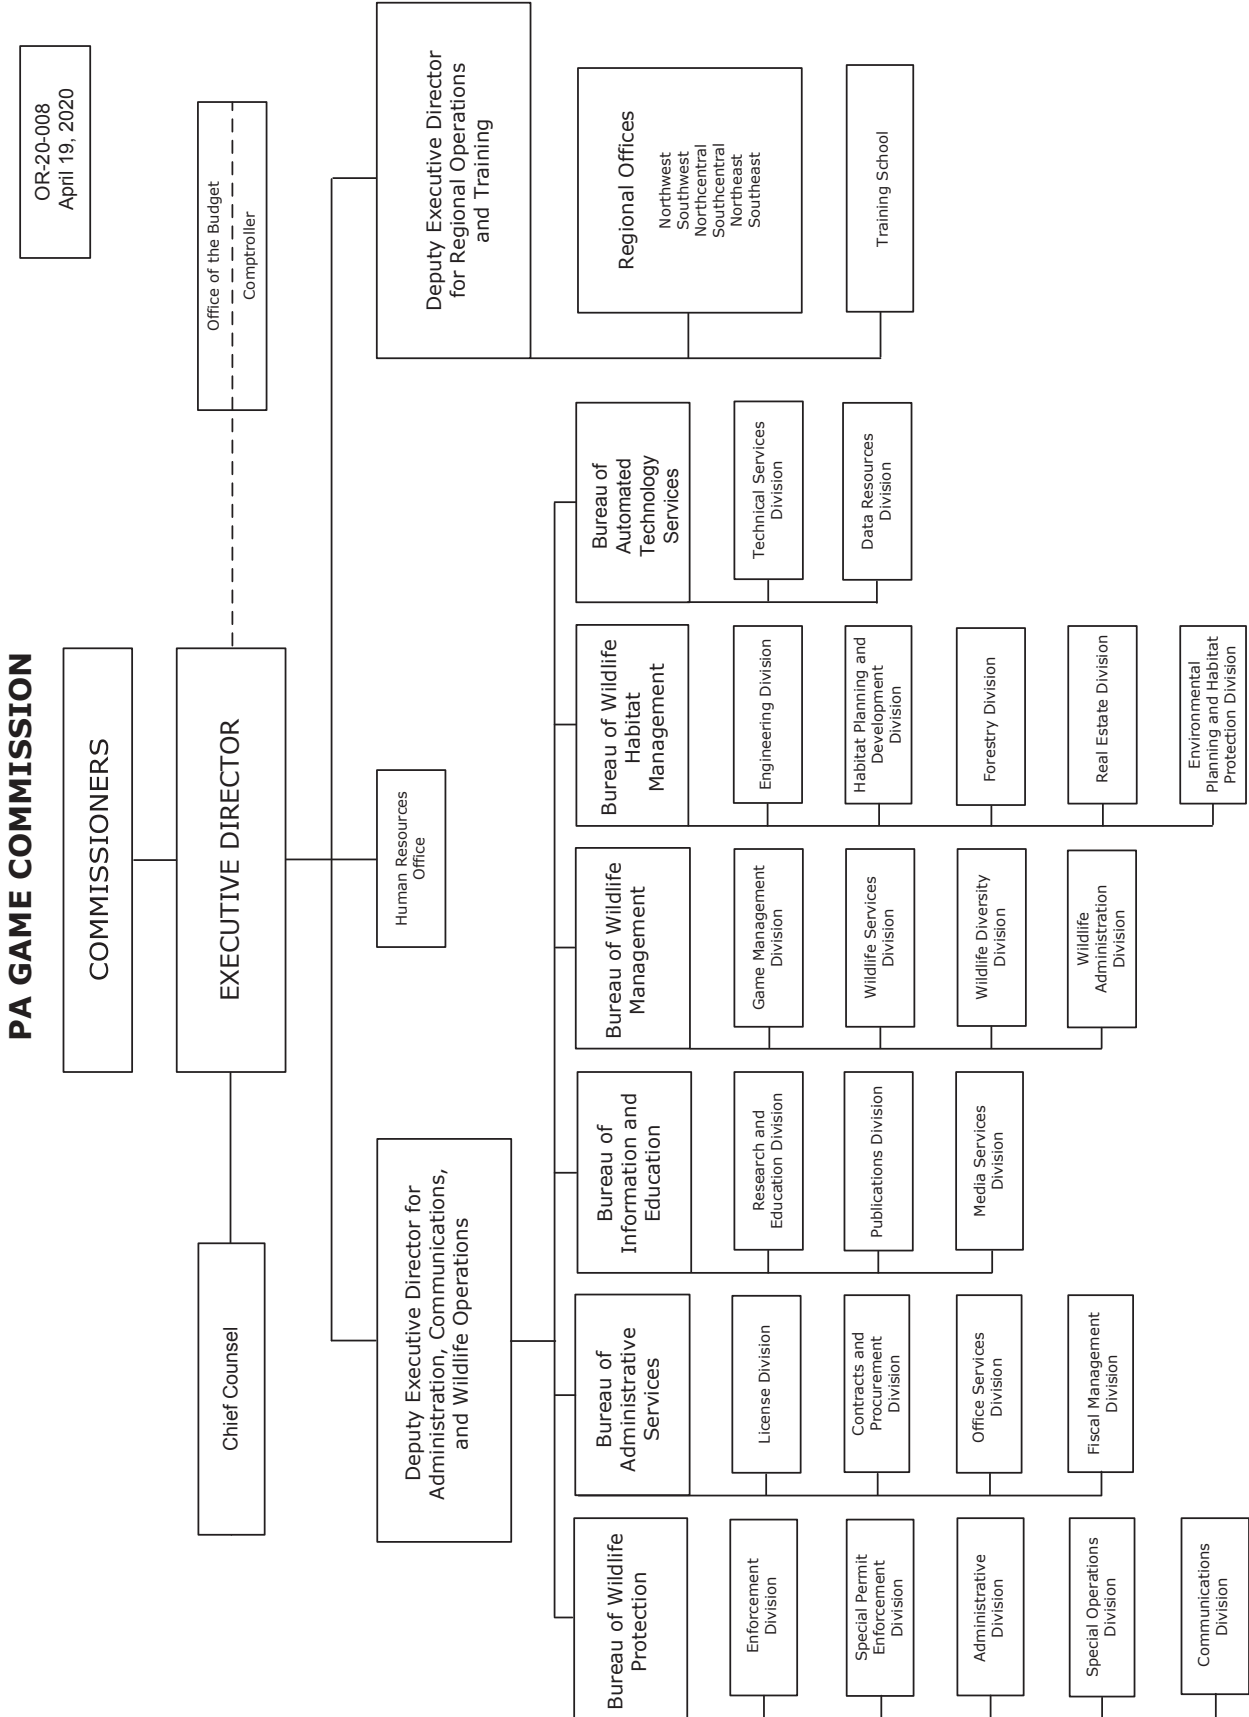 PA GAME COMMISSION
OR-20-008
April 19, 2020
COMMISSIONERS
EXECUTIVE DIRECTOR
Chief Counsel
Office of the Budget
Comptroller
Human Resources
Office
Deputy Executive Director for
Administration, Communications,
and Wildlife Operations
Deputy Executive Director
for Regional Operations
and Training
Bureau of Wildlife
Protection
Enforcement
Division
Special Permit
Enforcement
Division
Administrative
Division
Special Operations
Division
Communications
Division
Bureau of
Administrative
Services
License Division
Contracts and
Procurement
Division
Office Services
Division
Fiscal Management
Division
Bureau of
Information and
Education
Research and
Education Division
Publications Division
Media Services
Division
Bureau of Wildlife
Management
Game Management
Division
Wildlife Services
Division
Wildlife Diversity
Division
Wildlife
Administration
Division
Bureau of Wildlife
Habitat
Management
Engineering Division
Habitat Planning and
Development
Division
Forestry Division
Real Estate Division
Environmental
Planning and Habitat
Protection Division
Bureau of
Automated
Technology
Services
Technical Services
Division
Data Resources
Division
Regional Offices
Northwest
Southwest
Northcentral
Southcentral
Northeast
Southeast
Training School